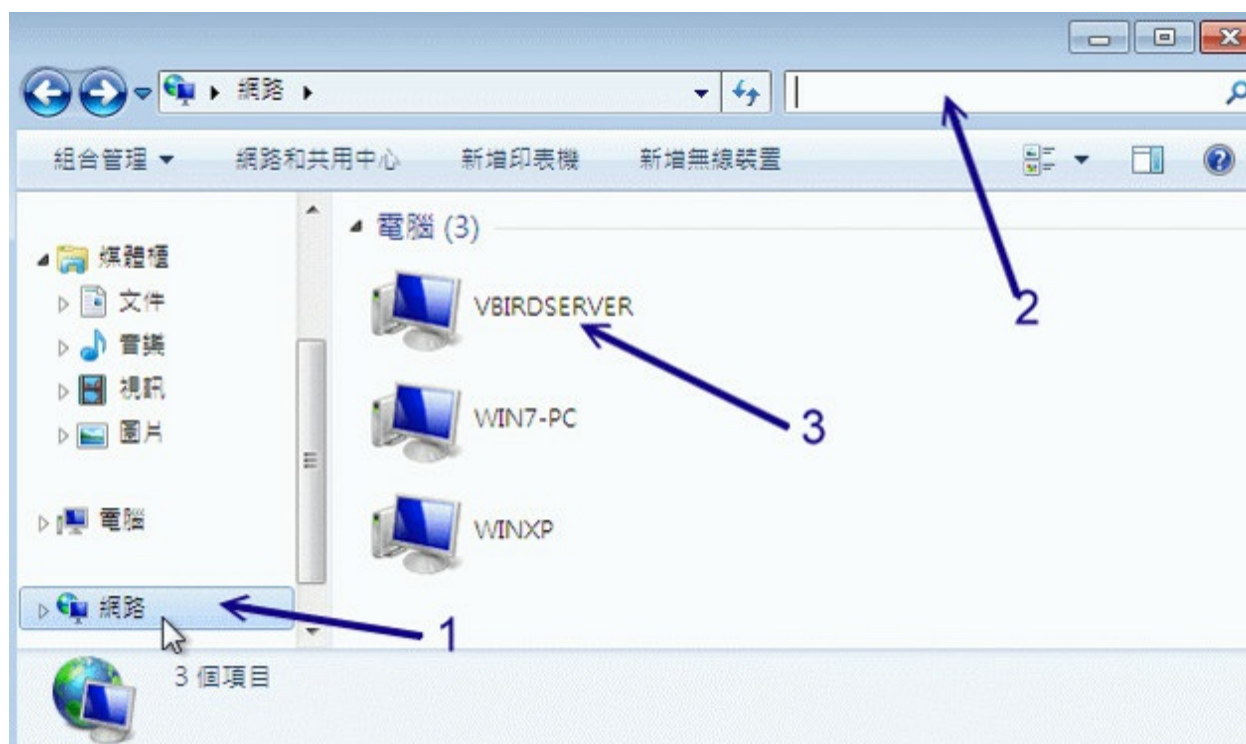 網路
組合管理 網路和共用中心 新增印表機 新增無線裝置
媒體櫃
文件
音樂
視訊
圖片
電腦
網路
電腦 (3)
VBIRDSERVER
WIN7-PC
WINXP
1
2
3
3 個項目